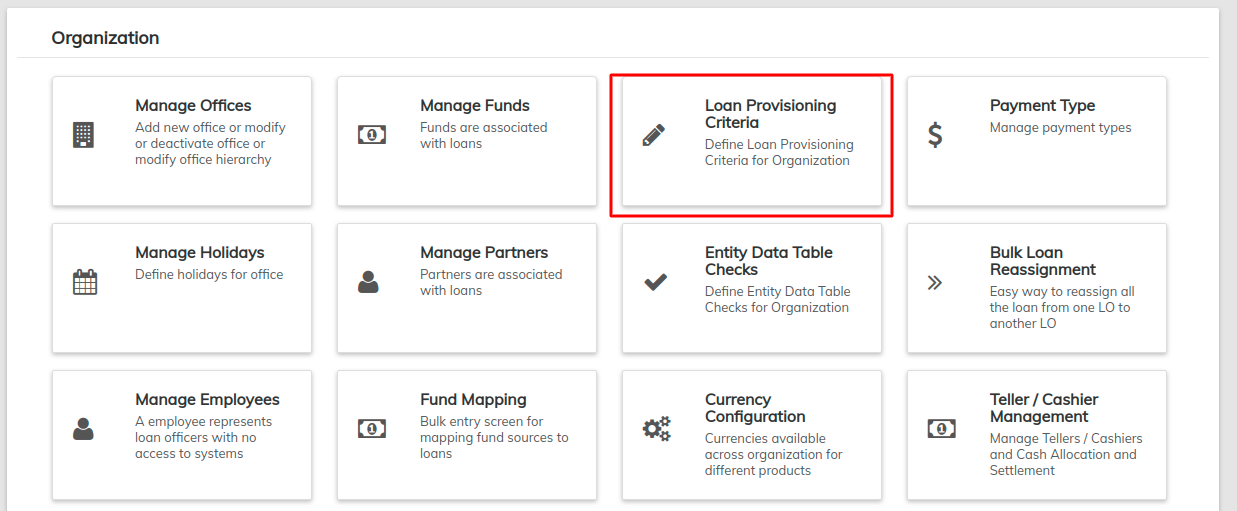 Organization
Manage Offices
Add new office or modify
or deactivate office or
modify office hierarchy
Manage Funds
Funds are associated
with loans
Loan Provisioning
Criteria
Define Loan Provisioning
Criteria for Organization
Payment Type
Manage payment types
Manage Holidays
Define holidays for office
Manage Partners
Partners are associated
with loans
Entity Data Table
Checks
Define Entity Data Table
Checks for Organization
Bulk Loan
Reassignment
Easy way to reassign all
the loan from one LO to
another LO
Manage Employees
A employee represents
loan officers with no
access to systems
Fund Mapping
Bulk entry screen for
mapping fund sources to
loans
Currency
Configuration
Currencies available
across organization for
different products
Teller / Cashier
Management
Manage Tellers / Cashiers
and Cash Allocation and
Settlement